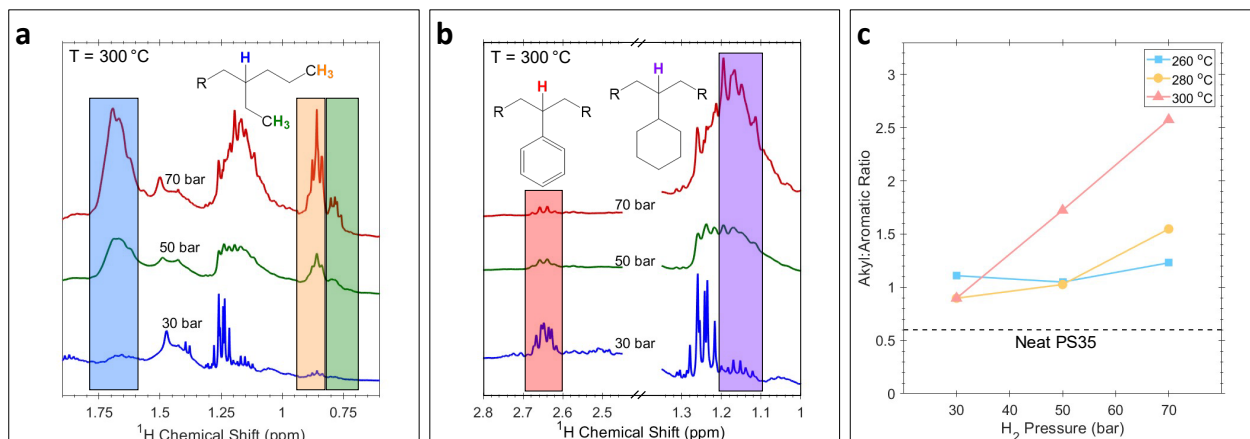 a
T = 300 °C
H
R
CH3
CH3
70 bar
50 bar
30 bar
1.75
1.5
1.25
1
0.75
1H Chemical Shift (ppm)
b
T = 300 °C
H
R
R
H
R
R
70 bar
50 bar
30 bar
2.8
2.7
2.6
2.5
1.3
1.2
1.1
1
1H Chemical Shift (ppm)
c
Akyl:Aromatic Ratio
3
2.5
2
1.5
1
0.5
0
260 °C
280 °C
300 °C
Neat PS35
30
40
50
60
70
H2 Pressure (bar)